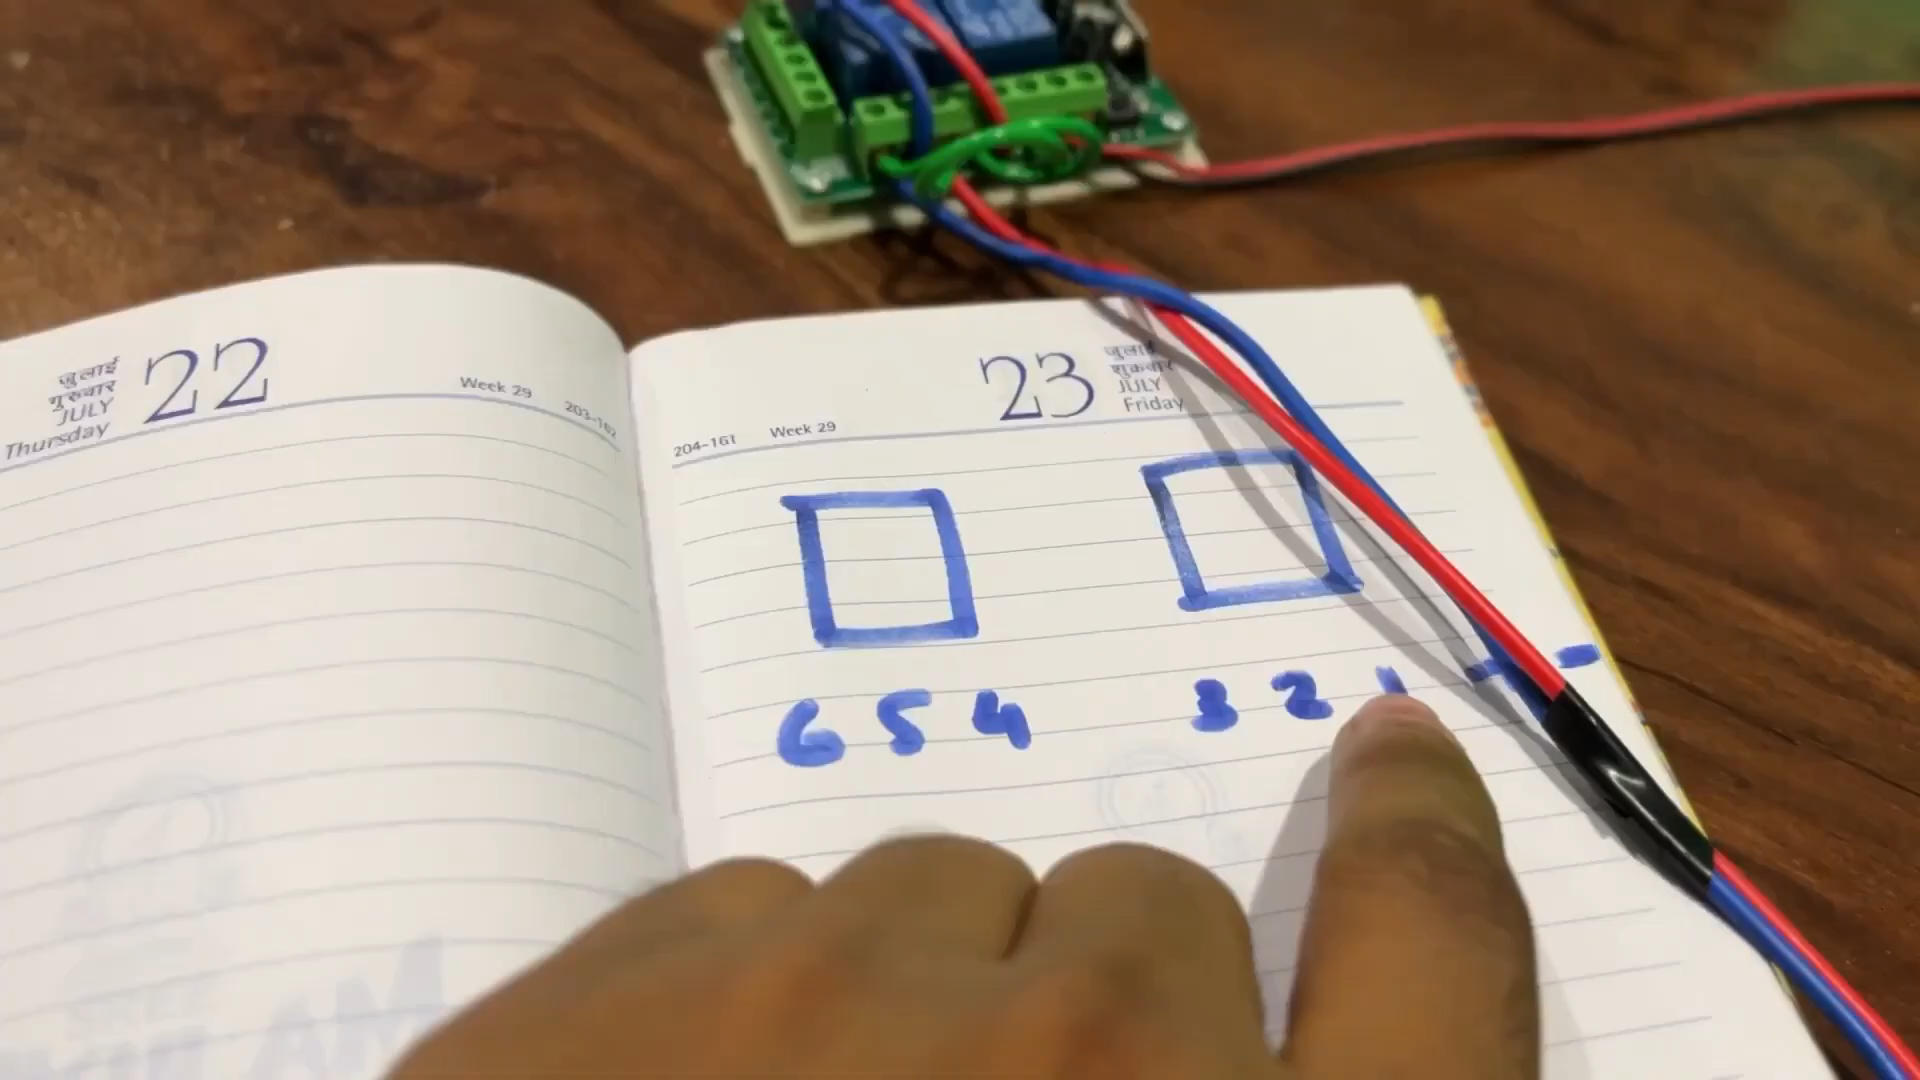 जुलाई
गुरुवार
JULY
Thursday
22
Week 29
203-162
23
जुलाई
शुक्रवार
JULY
Friday
204-161
Week 29
6 5 4 3 2 1 + -